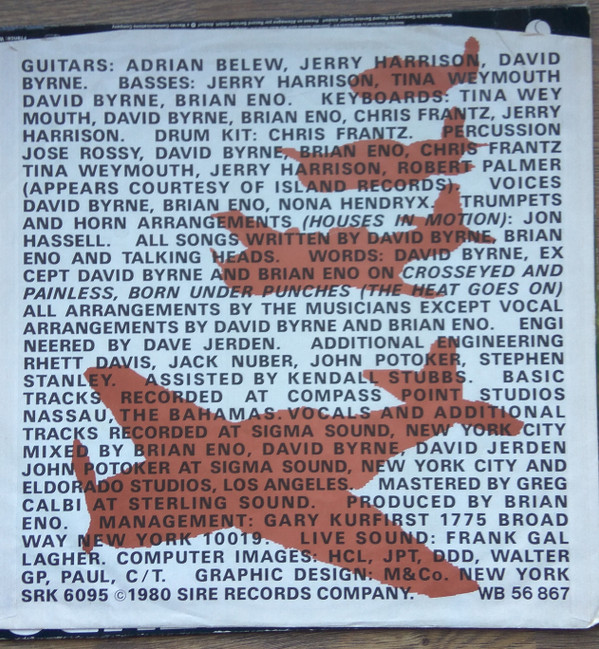 GUITARS: ADRIAN BELEW, JERRY HARRISON, DAVID
BYRNE. BASSES: JERRY HARRISON, TINA WEYMOUTH
DAVID BYRNE, BRIAN ENO. KEYBOARDS: TINA WEY
MOUTH, DAVID BYRNE, BRIAN ENO, CHRIS FRANTZ, JERRY
HARRISON. DRUM KIT: CHRIS FRANTZ. PERCUSSION
JOSE ROSSY, DAVID BYRNE, BRIAN ENO, CHRIS FRANTZ
TINA WEYMOUTH, JERRY HARRISON, ROBERT PALMER
(APPEARS COURTESY OF ISLAND RECORDS). VOICES
DAVID BYRNE, BRIAN ENO, NONA HENDRYX. TRUMPETS
AND HORN ARRANGEMENTS (HOUSES IN MOTION): JON
HASSELL. ALL SONGS WRITTEN BY DAVID BYRNE, BRIAN
ENO AND TALKING HEADS. WORDS: DAVID BYRNE, EX
CEPT DAVID BYRNE AND BRIAN ENO ON CROSSEYED AND
PAINLESS, BORN UNDER PUNCHES (THE HEAT GOES ON)
ALL ARRANGEMENTS BY THE MUSICIANS EXCEPT VOCAL
ARRANGEMENTS BY DAVID BYRNE AND BRIAN ENO. ENGI
NEERED BY DAVE JERDEN. ADDITIONAL ENGINEERING
RHETT DAVIS, JACK NUBER, JOHN POTOKER, STEPHEN
STANLEY. ASSISTED BY KENDALL STUBBS. BASIC
TRACKS RECORDED AT COMPASS POINT STUDIOS
NASSAU, THE BAHAMAS. VOCALS AND ADDITIONAL
TRACKS RECORDED AT SIGMA SOUND, NEW YORK CITY
MIXED BY BRIAN ENO, DAVID BYRNE, DAVID JERDEN
JOHN POTOKER AT SIGMA SOUND, NEW YORK CITY AND
ELDORADO STUDIOS, LOS ANGELES. MASTERED BY GREG
CALBI AT STERLING SOUND. PRODUCED BY BRIAN
ENO. MANAGEMENT: GARY KURFIRST 1775 BROAD
WAY NEW YORK 10019. LIVE SOUND: FRANK GAL
LAGHER. COMPUTER IMAGES: HCL, JPT, DDD, WALTER
GP, PAUL, C/T. GRAPHIC DESIGN: M&Co. NEW YORK
SRK 6095 ©1980 SIRE RECORDS COMPANY. WB 56 867